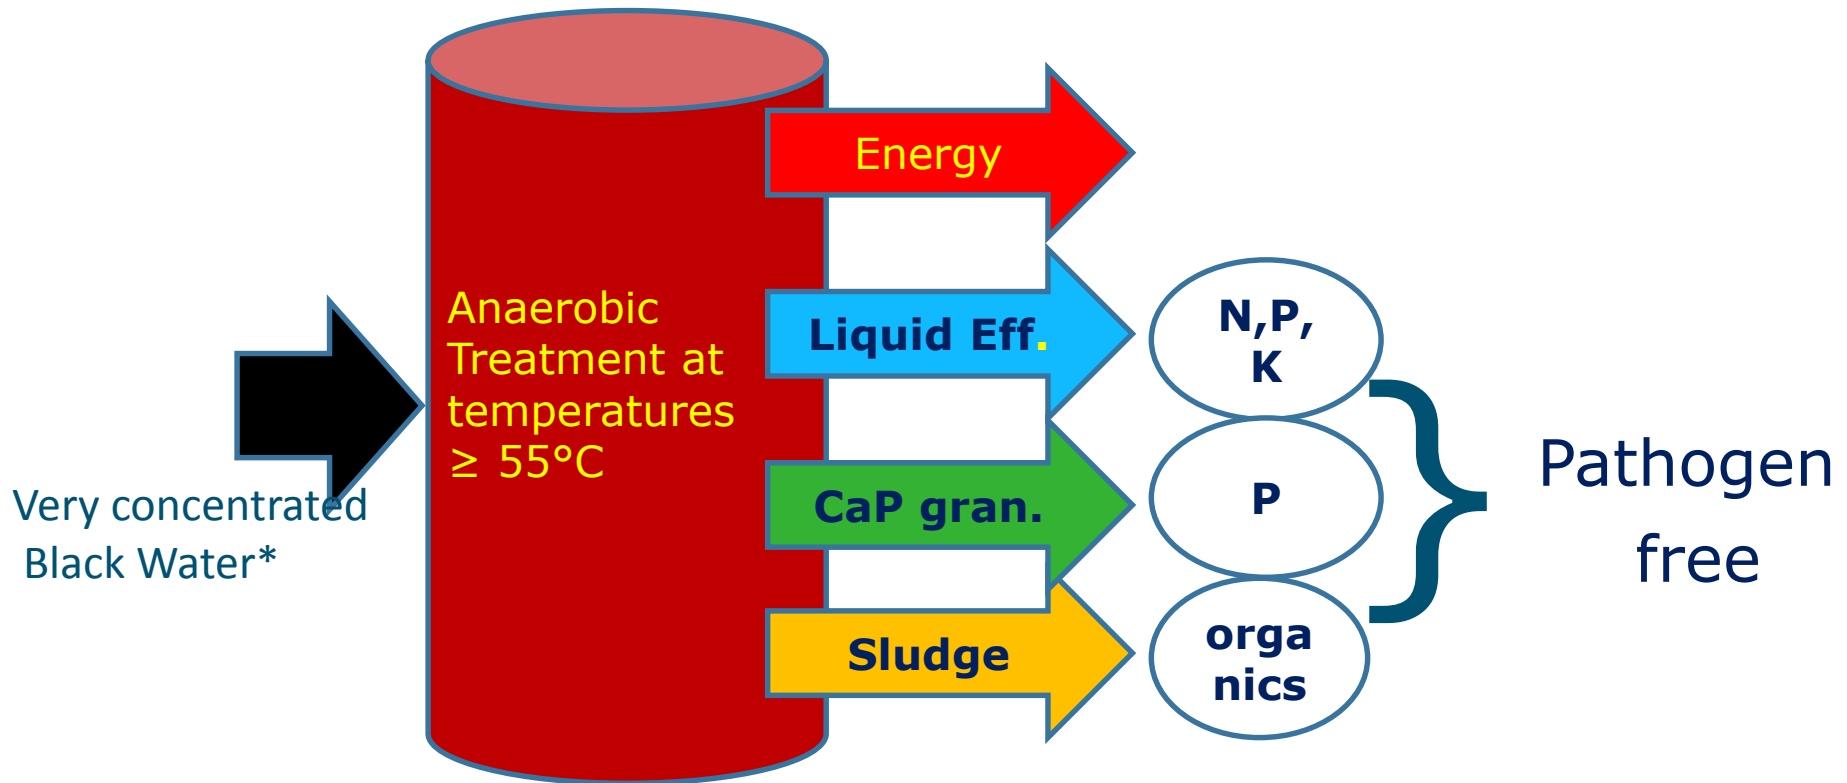 Energy
Anaerobic
Treatment at
temperatures
≥ 55°C
Very concentrated
Black Water*
Liquid Eff.
N,P,
K
CaP gran.
P
Sludge
orga
nics
Pathogen
free